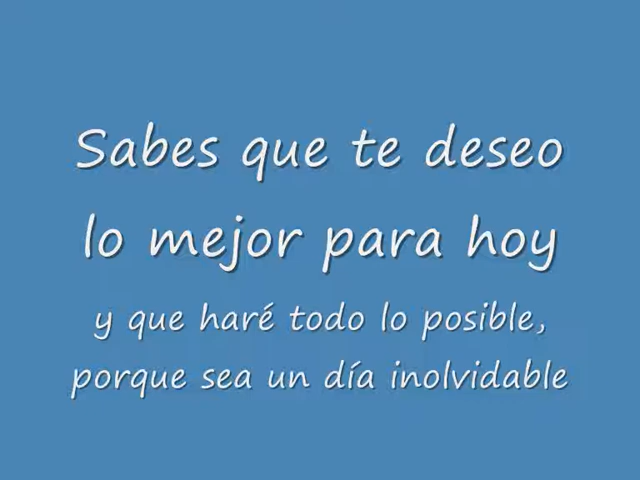 Sabes que te deseo
lo mejor para hoy
y que haré todo lo posible,
porque sea un día inolvidable